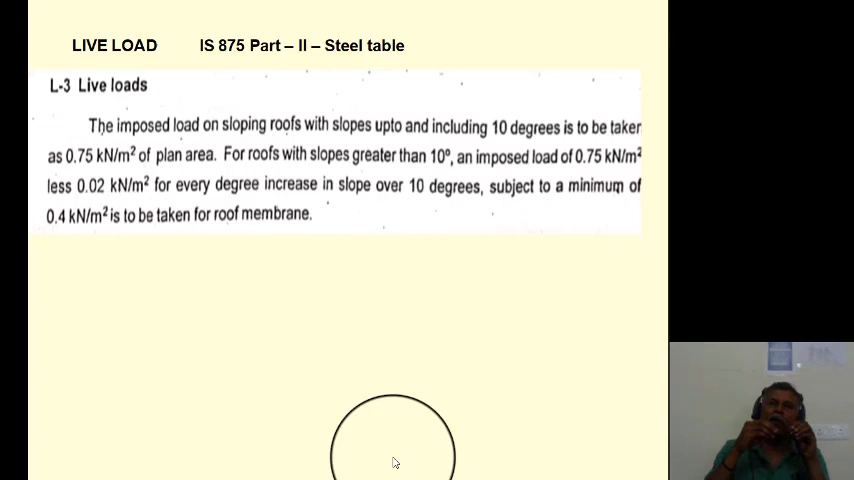 LIVE LOAD IS 875 Part – II – Steel table
L-3 Live loads
The imposed load on sloping roofs with slopes upto and including 10 degrees is to be taken
as 0.75 kN/m² of plan area. For roofs with slopes greater than 10°, an imposed load of 0.75 kN/m²
less 0.02 kN/m² for every degree increase in slope over 10 degrees, subject to a minimum of
0.4 kN/m² is to be taken for roof membrane.